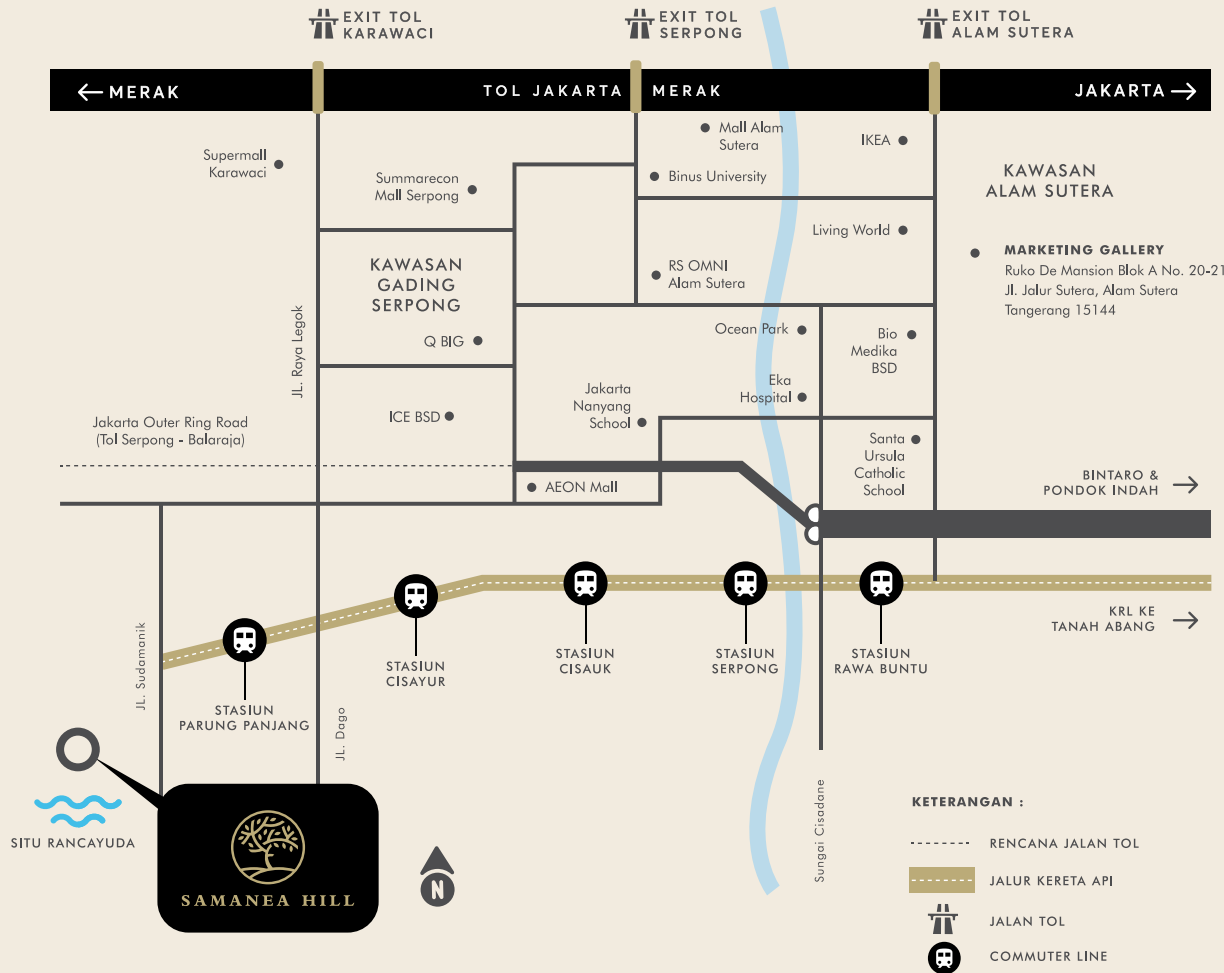 EXIT TOL
KARAWACI
EXIT TOL
SERPONG
EXIT TOL
ALAM SUTERA
MERAK
TOL JAKARTA
MERAK
JAKARTA
Supermall
Karawaci
Summarecon
Mall Serpong
Mall Alam
Sutera
Binus University
IKEA
KAWASAN
ALAM SUTERA
Living World
MARKETING GALLERY
Ruko De Mansion Blok A No. 20-21
Jl. Jalur Sutera, Alam Sutera
Tangerang 15144
KAWASAN
GADING
SERPONG
RS OMNI
Alam Sutera
JL. Raya Legok
Q BIG
Ocean Park
Bio
Medika
BSD
Eka
Hospital
Jakarta
Nanyang
School
ICE BSD
Jakarta Outer Ring Road
(Tol Serpong - Balaraja)
Santa
Ursula
Catholic
School
AEON Mall
BINTARO &
PONDOK INDAH
KRL KE
TANAH ABANG
STASIUN
PARUNG PANJANG
STASIUN
CISAYUR
STASIUN
CISAUK
STASIUN
SERPONG
STASIUN
RAWA BUNTU
JL. Sudamanik
JL. Dago
Sungai Cisadane
SITU RANCAYUDA
SAMANEA HILL
N
KETERANGAN :
RENCANA JALAN TOL
JALUR KERETA API
JALAN TOL
COMMUTER LINE